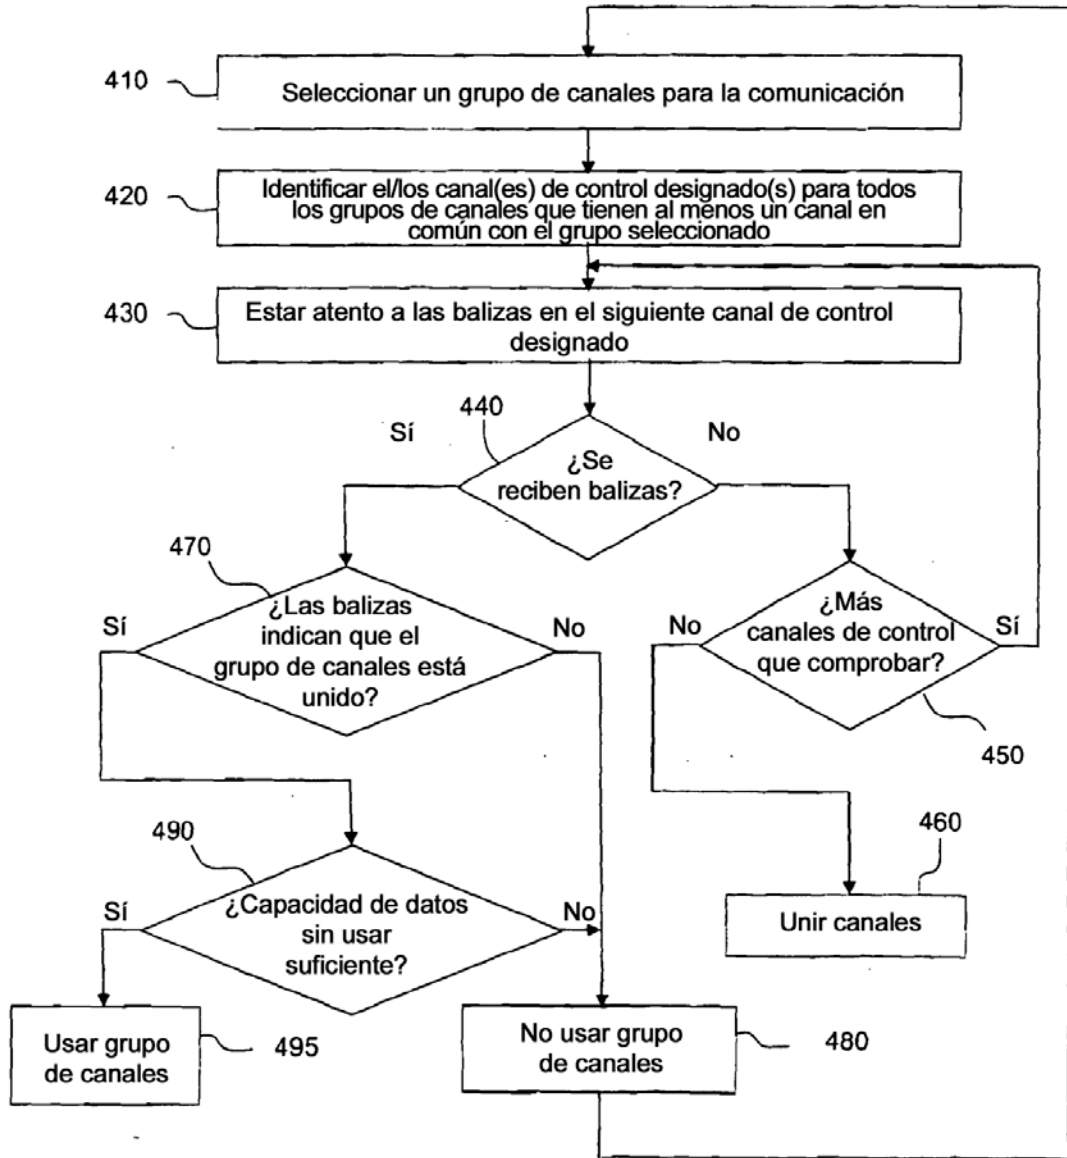 410
Seleccionar un grupo de canales para la comunicación
420
Identificar el/los canal(es) de control designado(s) para todos
los grupos de canales que tienen al menos un canal en
común con el grupo seleccionado
430
Estar atento a las balizas en el siguiente canal de control
designado
440
Sí
No
¿Se
reciben balizas?
470
Sí
¿Las balizas
indican que el
grupo de canales está
unido?
No
No
¿Más
canales de control
que comprobar?
Sí
450
490
Sí
¿Capacidad de datos
sin usar
suficiente?
No
460
Unir canales
Usar grupo
de canales
495
No usar grupo
de canales
480